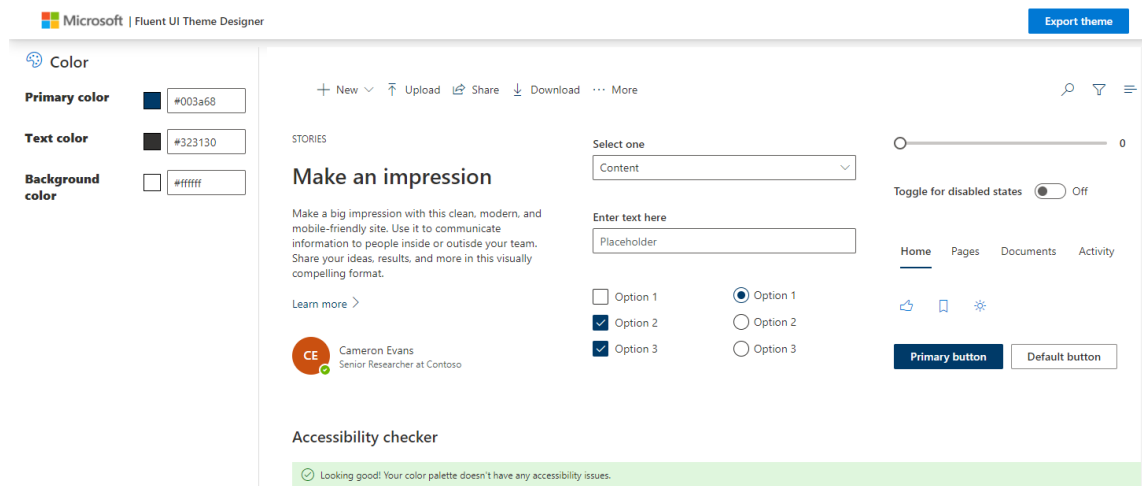 Microsoft | Fluent UI Theme Designer
Export theme
Color
Primary color
#003a68
Text color
#323130
Background
color
#ffffff
New
Upload
Share
Download
More
STORIES
Make an impression
Make a big impression with this clean, modern, and
mobile-friendly site. Use it to communicate
information to people inside or outisde your team.
Share your ideas, results, and more in this visually
compelling format.
Learn more
CE
Cameron Evans
Senior Researcher at Contoso
Select one
Content
Enter text here
Placeholder
Option 1
Option 2
Option 3
Option 1
Option 2
Option 3
0
Toggle for disabled states
Off
Home
Pages
Documents
Activity
Primary button
Default button
Accessibility checker
Looking good! Your color palette doesn't have any accessibility issues.